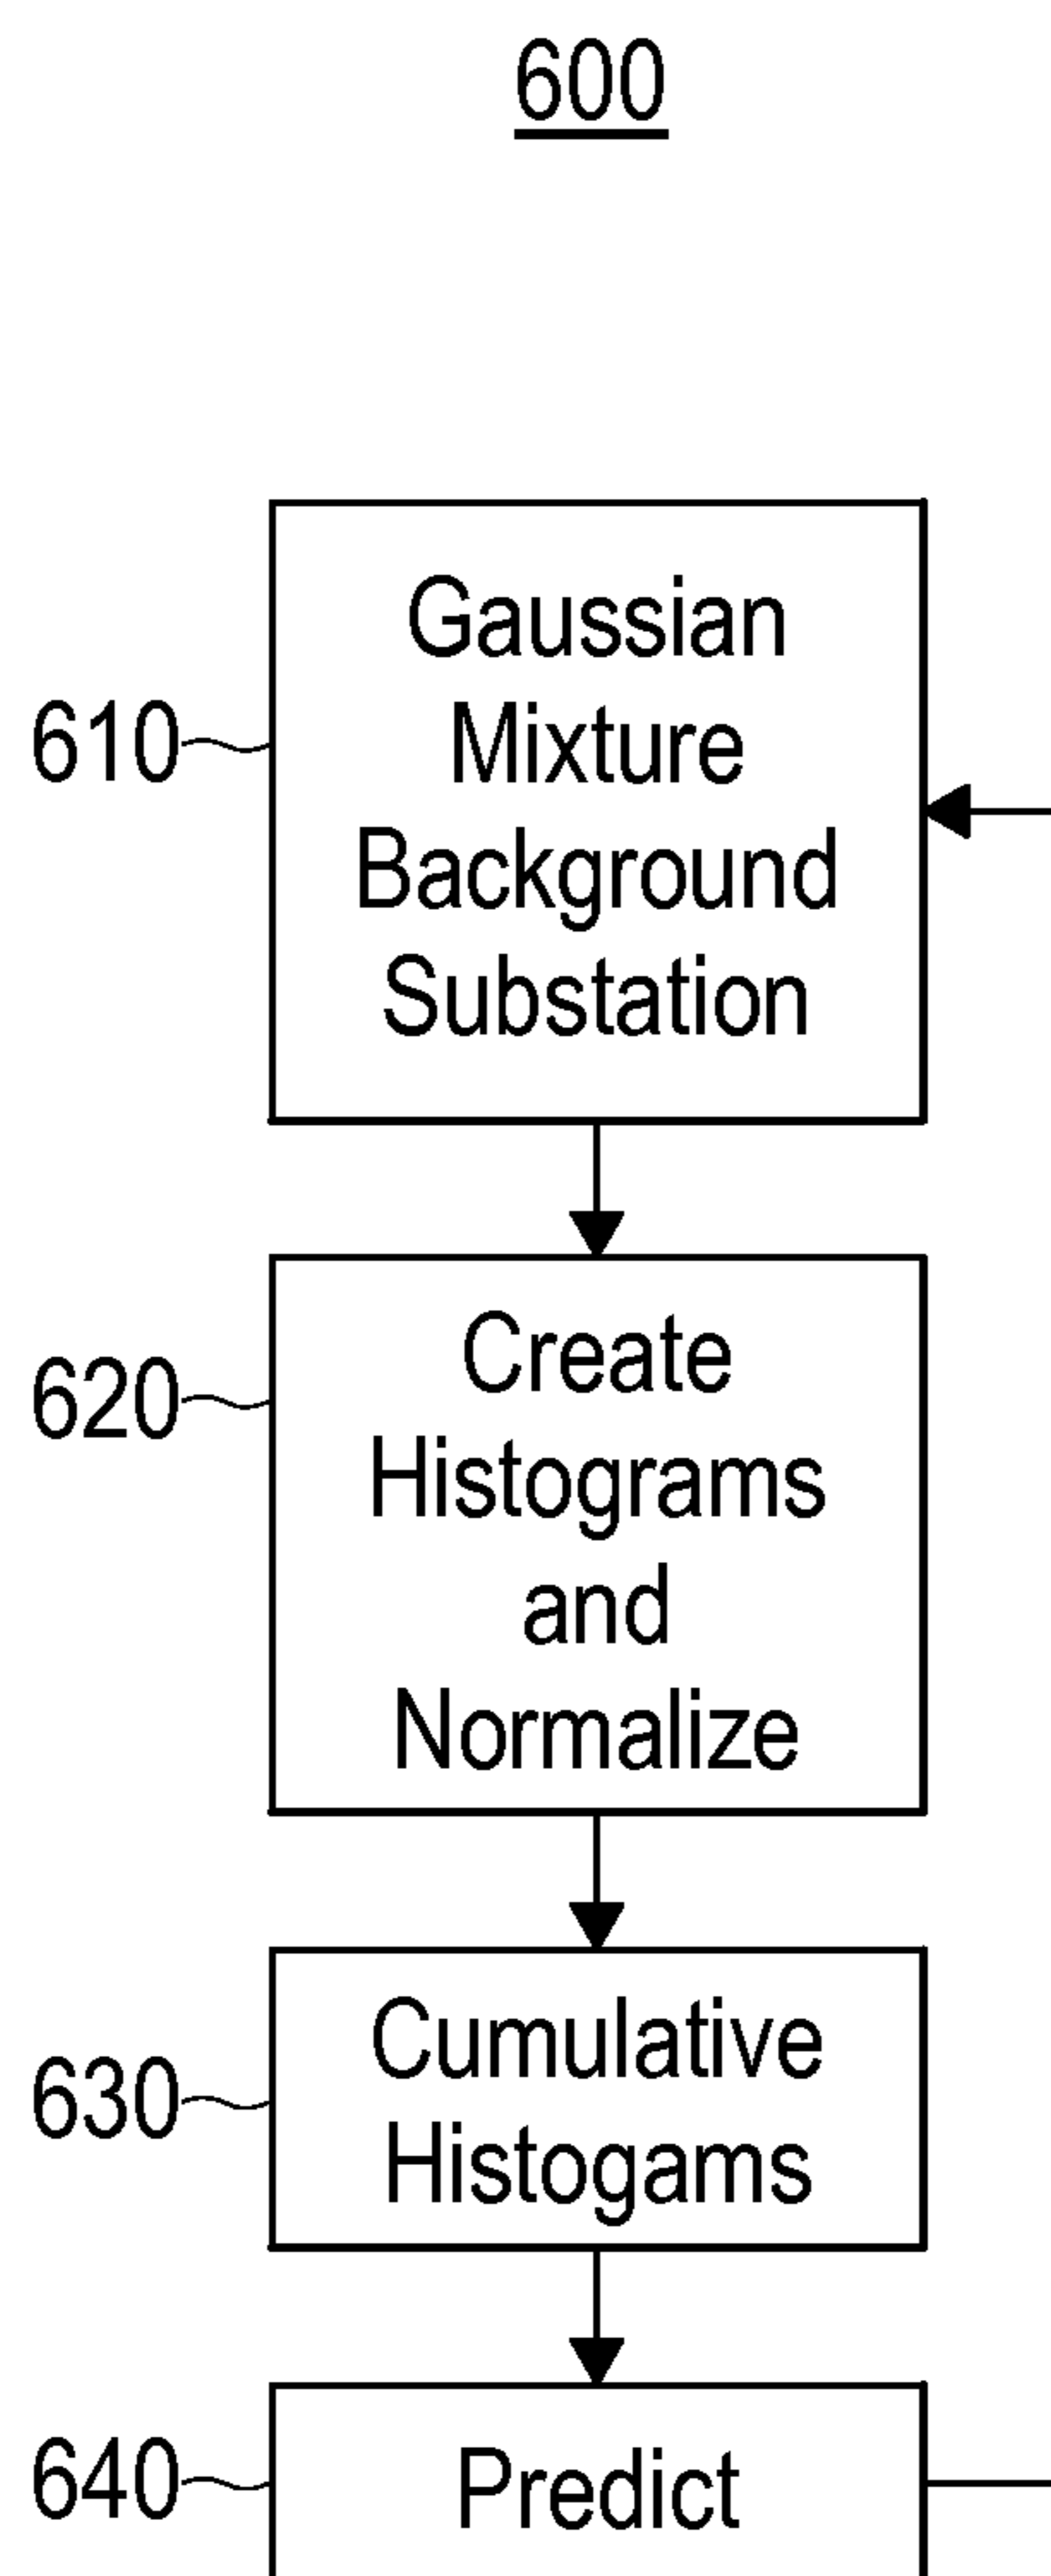 600
610
Gaussian
Mixture
Background
Substation
620
Create
Histograms
and
Normalize
630
Cumulative
Histogams
640
Predict